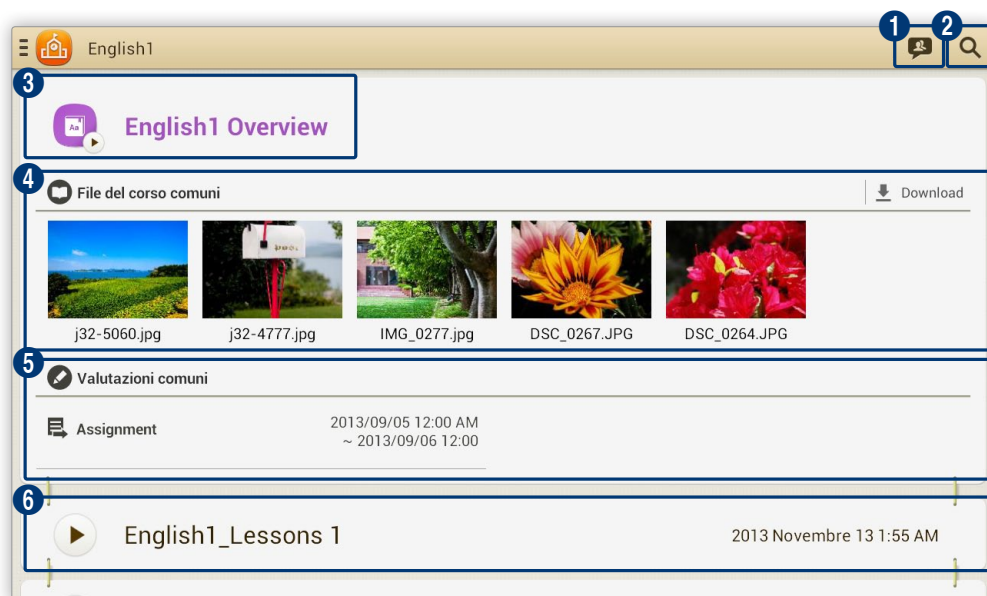 1
2
English1
3
Aa
English1 Overview
4
File del corso comuni
Download
j32-5060.jpg
j32-4777.jpg
IMG_0277.jpg
DSC_0267.JPG
DSC_0264.JPG
5
Valutazioni comuni
Assignment
2013/09/05 12:00 AM
~ 2013/09/06 12:00
6
English1_Lessons 1
2013 Novembre 13 1:55 AM